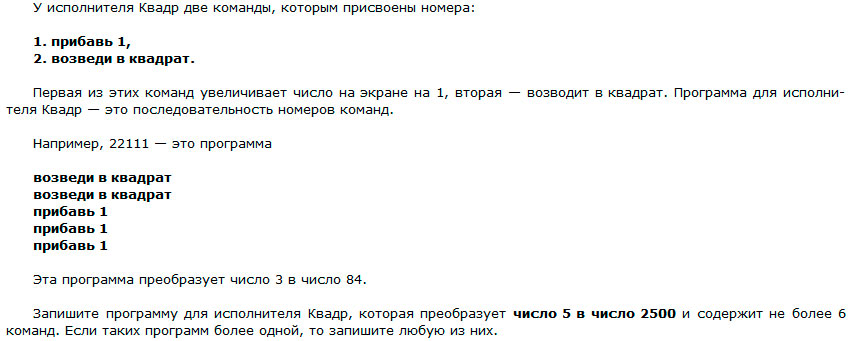 У исполнителя Квадр две команды, которым присвоены номера:
1. прибавь 1,
2. возведи в квадрат.
Первая из этих команд увеличивает число на экране на 1, вторая — возводит в квадрат. Программа для исполни-
теля Квадр — это последовательность номеров команд.
Например, 22111 — это программа
возведи в квадрат
возведи в квадрат
прибавь 1
прибавь 1
прибавь 1
Эта программа преобразует число 3 в число 84.
Запишите программу для исполнителя Квадр, которая преобразует число 5 в число 2500 и содержит не более 6
команд. Если таких программ более одной, то запишите любую из них.